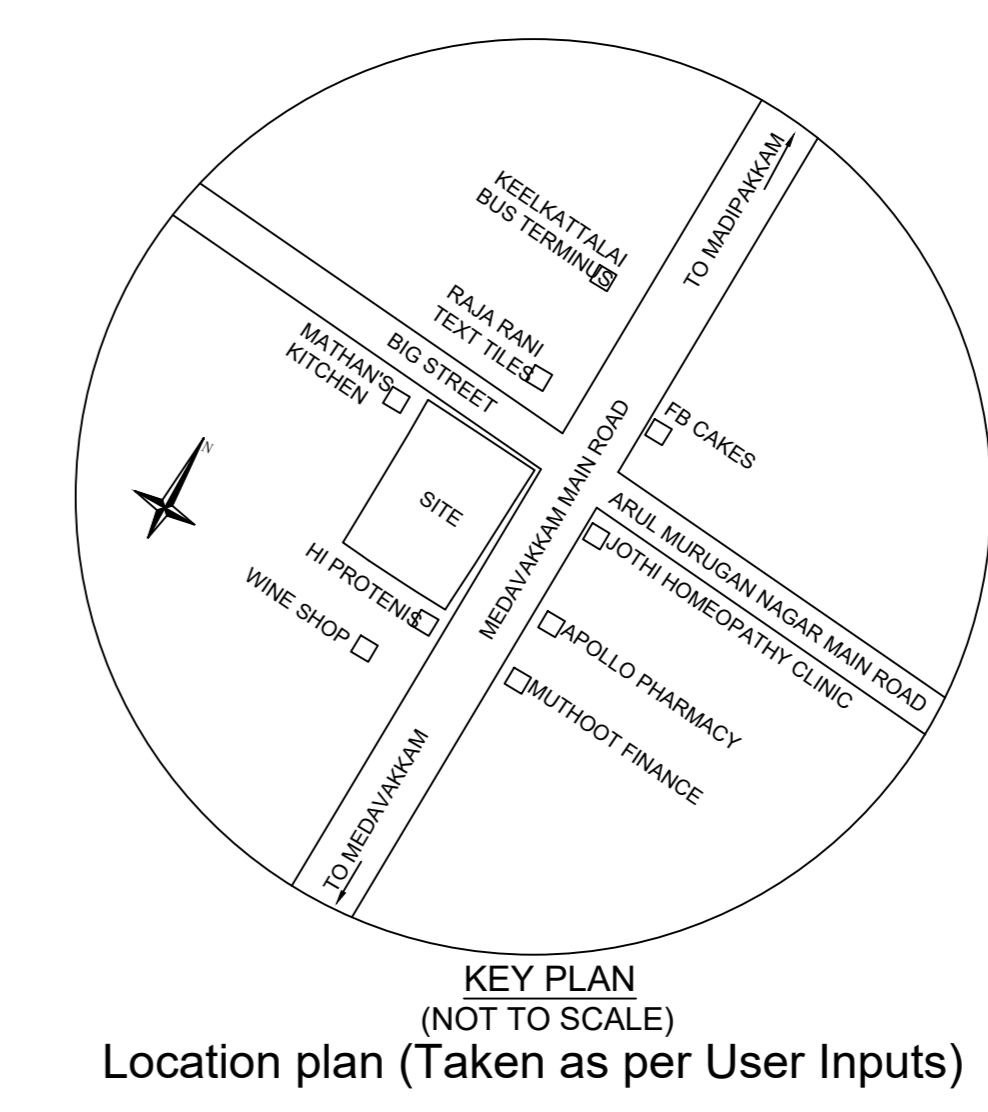 TO MADIPAKKAM
KEELKATTALAI
BUS TERMINUS
RAJA RANI
TEXT TILES
BIG STREET
MATHAN'S
KITCHEN
FB CAKES
N
SITE
MEDAVAKKAM MAIN ROAD
ARUL MURUGAN NAGAR MAIN ROAD
JOTHI HOMEOPATHY CLINIC
HI PROTENIS
WINE SHOP
APOLLO PHARMACY
MUTHOOT FINANCE
TO MEDAVAKKAM
KEY PLAN
(NOT TO SCALE)
Location plan (Taken as per User Inputs)